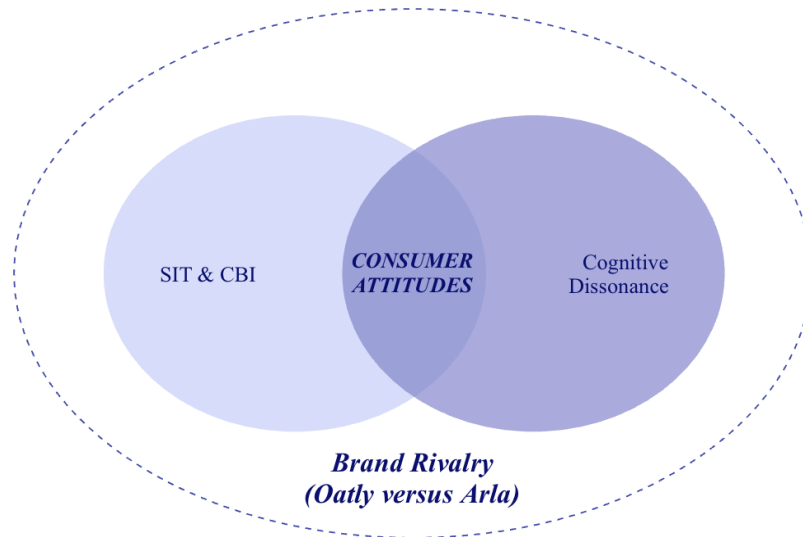 SIT & CBI
CONSUMER
ATTITUDES
Cognitive
Dissonance
Brand Rivalry
(Oatly versus Arla)